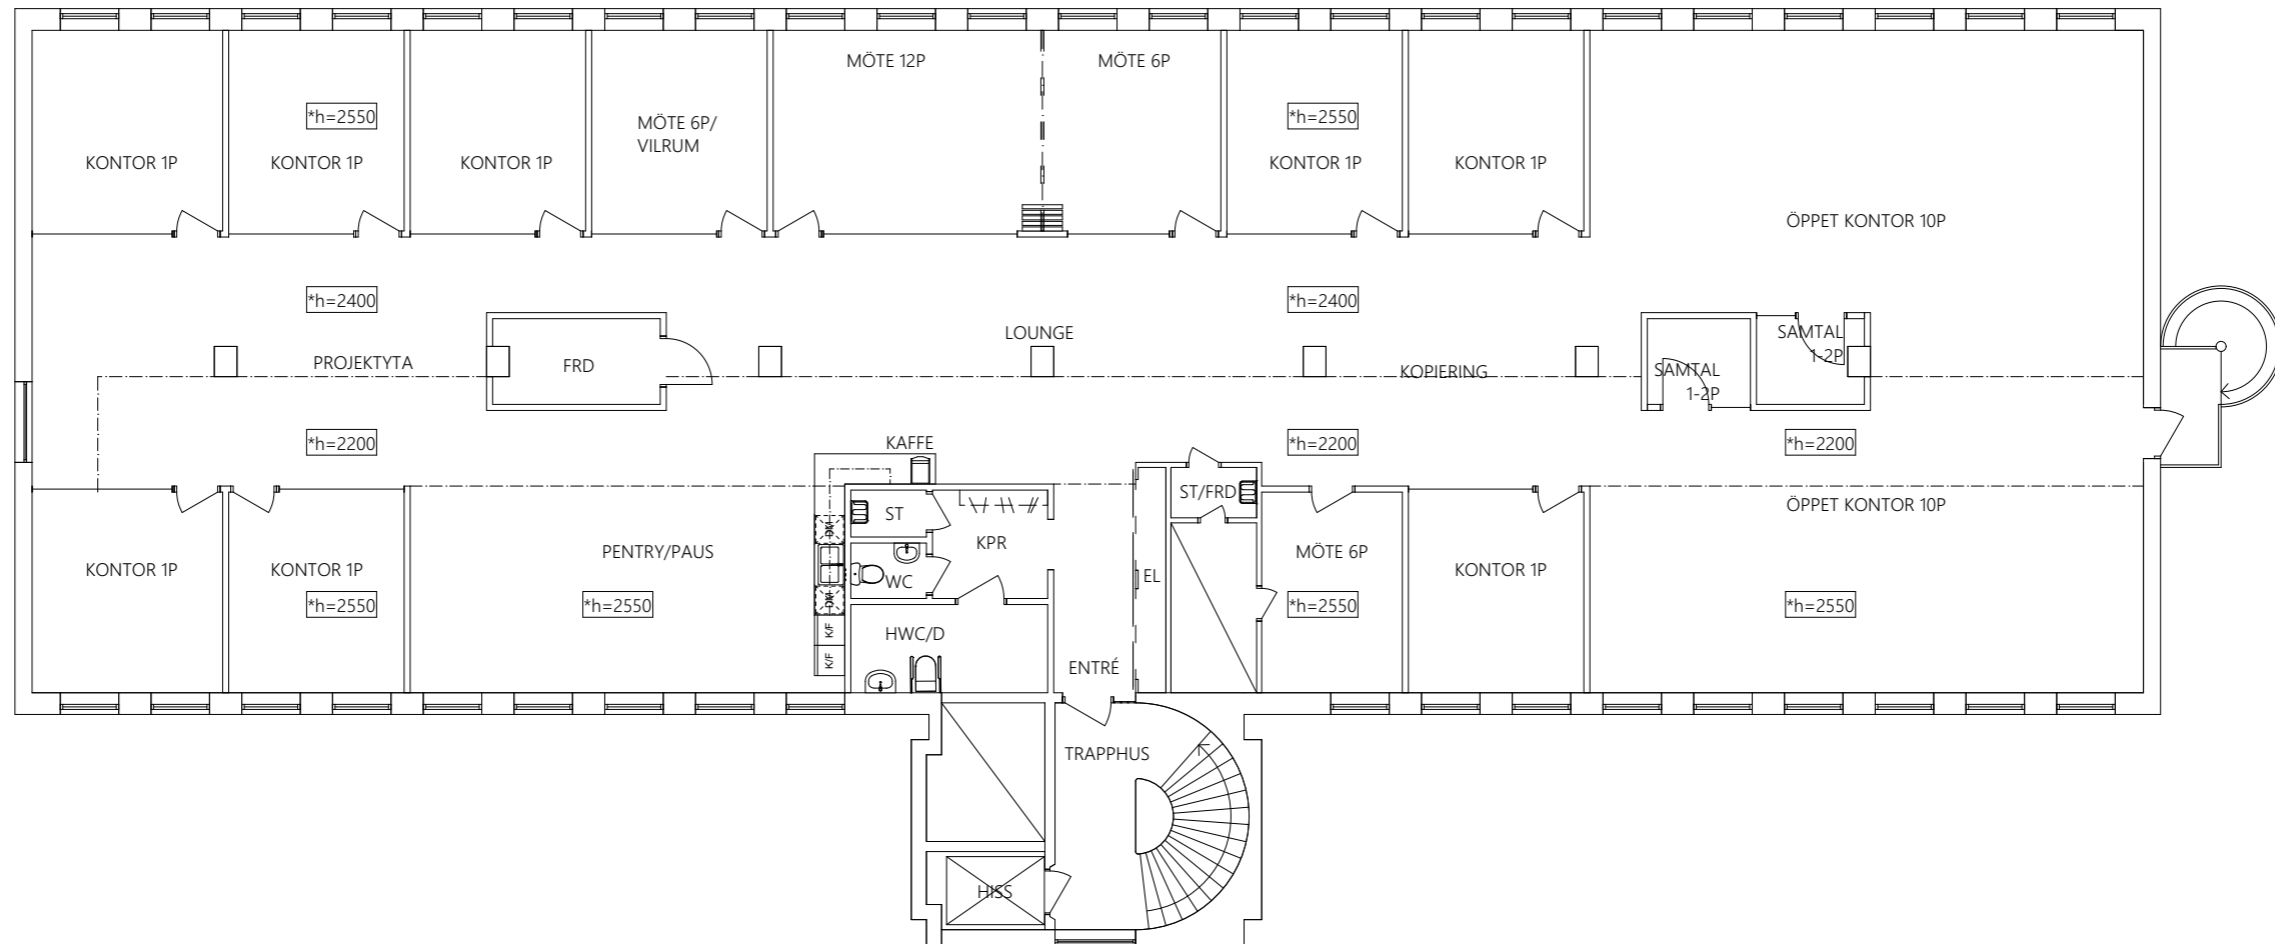 MÖTE 12P
MÖTE 6P
*h=2550
*h=2550
MÖTE 6P/
VILRUM
KONTOR 1P
KONTOR 1P
KONTOR 1P
KONTOR 1P
KONTOR 1P
ÖPPET KONTOR 10P
*h=2400
*h=2400
LOUNGE
SAMTAL
1-2P
PROJEKTYTA
FRD
KOPIERING
SAMTAL
1-2P
*h=2200
KAFFE
*h=2200
*h=2200
ST/FRD
ÖPPET KONTOR 10P
ST
DM
KPR
PENTRY/PAUS
MÖTE 6P
KONTOR 1P
KONTOR 1P
KONTOR 1P
EL
WC
*h=2550
*h=2550
DM
*h=2550
*h=2550
K/F
HWC/D
K/F
ENTRÉ
TRAPPHUS
HISS